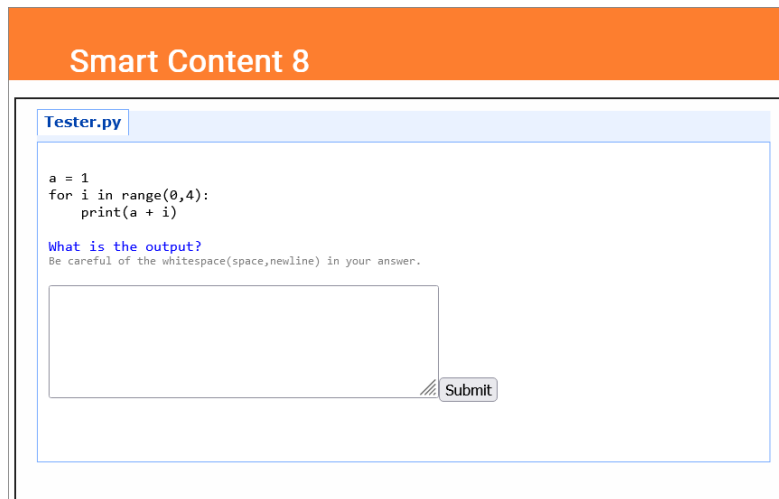 Smart Content 8
Tester.py
a = 1
for i in range(0,4):
    print(a + i)
What is the output?
Be careful of the whitespace(space,newline) in your answer.
Submit